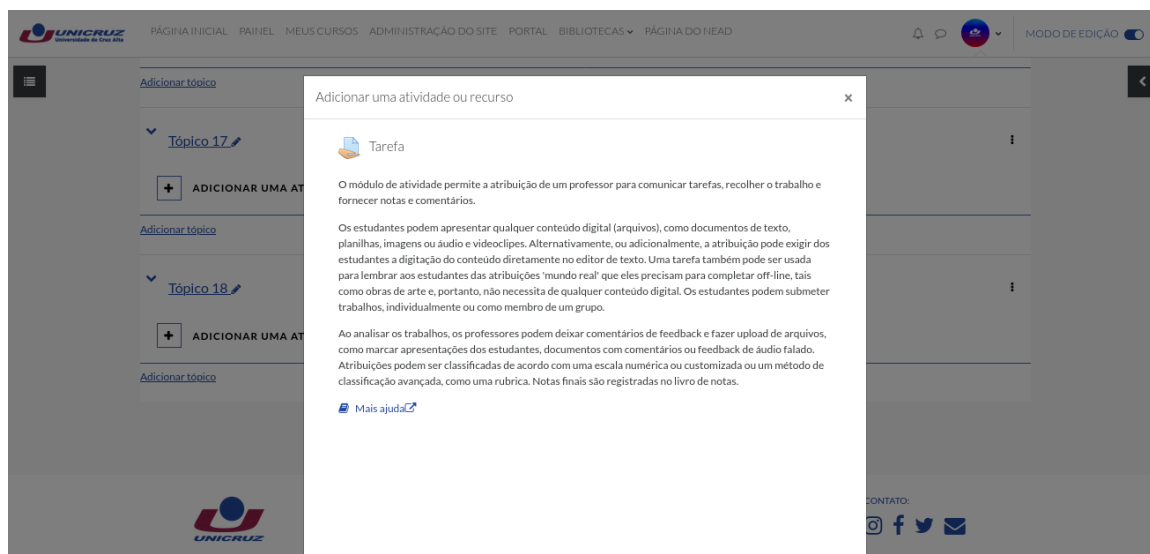 UNICRUZ
Universidade de Cruz Alta
PÁGINA INICIAL PAINEL MEUS CURSOS ADMINISTRAÇÃO DO SITE PORTAL BIBLIOTECAS PÁGINA DO NEAD
MODO DE EDIÇÃO
Adicionar tópico
Adicionar uma atividade ou recurso
×
Tópico 17
Tarefa
O módulo de atividade permite a atribuição de um professor para comunicar tarefas, recolher o trabalho e
fornecer notas e comentários.
ADICIONAR UMA AT
Adicionar tópico
Os estudantes podem apresentar qualquer conteúdo digital (arquivos), como documentos de texto,
planilhas, imagens ou áudio e videoclipes. Alternativamente, ou adicionalmente, a atribuição pode exigir dos
estudantes a digitação do conteúdo diretamente no editor de texto. Uma tarefa também pode ser usada
para lembrar aos estudantes das atribuições 'mundo real' que eles precisam para completar off-line, tais
como obras de arte e, portanto, não necessita de qualquer conteúdo digital. Os estudantes podem submeter
trabalhos, individualmente ou como membro de um grupo.
Tópico 18
ADICIONAR UMA AT
Ao analisar os trabalhos, os professores podem deixar comentários de feedback e fazer upload de arquivos,
como marcar apresentações dos estudantes, documentos com comentários ou feedback de áudio falado.
Atribuições podem ser classificadas de acordo com uma escala numérica ou customizada ou um método de
classificação avançada, como uma rubrica. Notas finais são registradas no livro de notas.
Adicionar tópico
Mais ajuda
UNICRUZ
CONTATO: